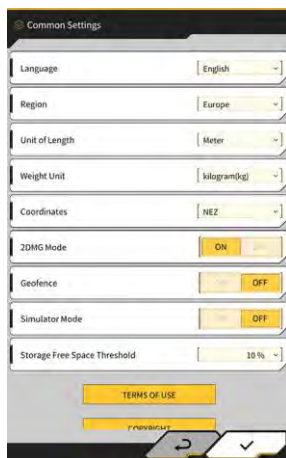 Common Settings
Language English
Region Europe
Unit of Length Meter
Weight Unit kilogram(kg)
Coordinates NEZ
2DMG Mode ON
Geofence OFF
Simulator Mode OFF
Storage Free Space Threshold 10 %
TERMS OF USE
COPYRIGHT